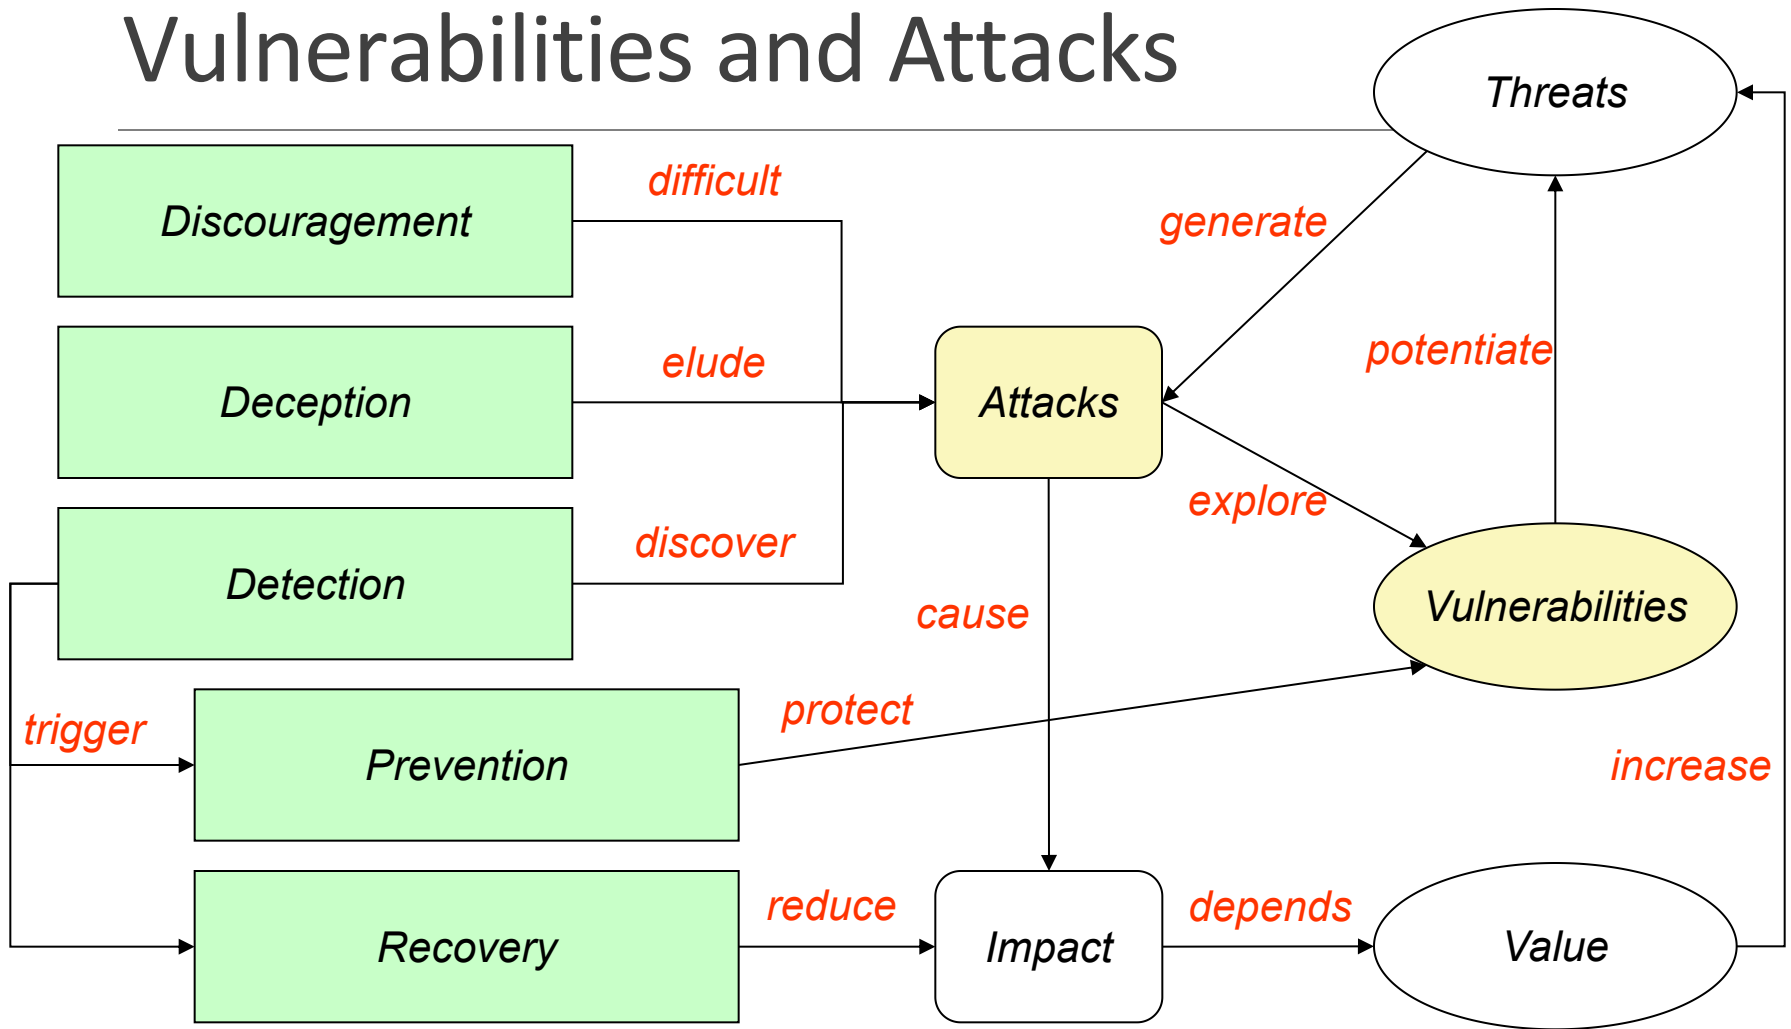 Vulnerabilities and Attacks
Threats
Discouragement
difficult
generate
Deception
elude
Attacks
potentiate
Detection
discover
explore
cause
Vulnerabilities
trigger
Prevention
protect
increase
Recovery
reduce
Impact
depends
Value